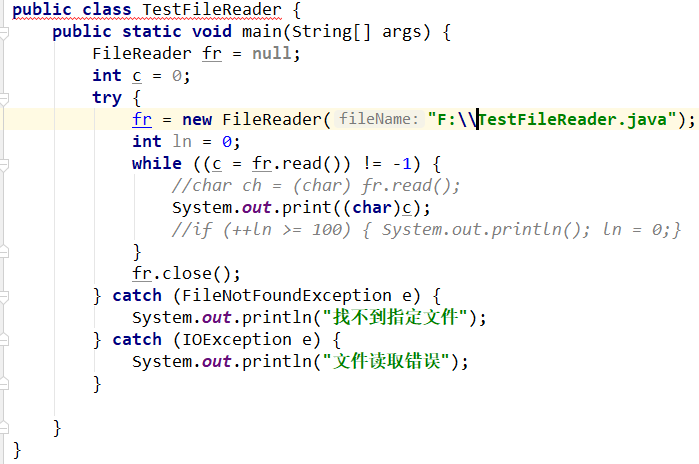 public class TestFileReader {
public static void main(String[] args) {
FileReader fr = null;
int c = 0;
try {
fr = new FileReader( fileName: "F:\\TestFileReader.java");
int ln = 0;
while ((c = fr.read()) != -1) {
//char ch = (char) fr.read();
System.out.print((char)c);
//if (++ln >= 100) { System.out.println(); ln = 0;}
}
fr.close();
} catch (FileNotFoundException e) {
System.out.println("找不到指定文件");
} catch (IOException e) {
System.out.println("文件读取错误");
}
}
}